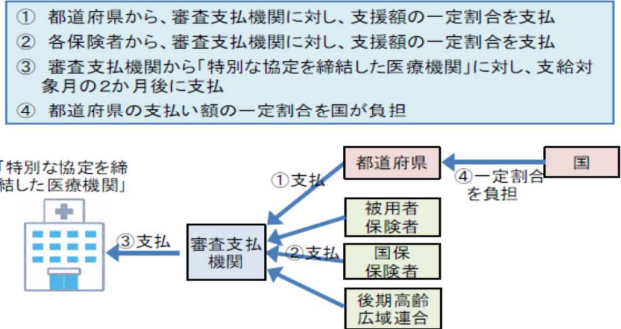 ① 都道府県から、審査支払機関に対し、支援額の一定割合を支払
② 各保険者から、審査支払機関に対し、支援額の一定割合を支払
③ 審査支払機関から「特別な協定を締結した医療機関」に対し、支給対
象月の2か月後に支払
④ 都道府県の支払い額の一定割合を国が負担
「特別な協定を締
結した医療機関」
①支払
都道府県
④一定割合
を負担
国
被用者
保険者
③支払
審査支払
機関
②支払
国保
保険者
後期高齢
広域連合